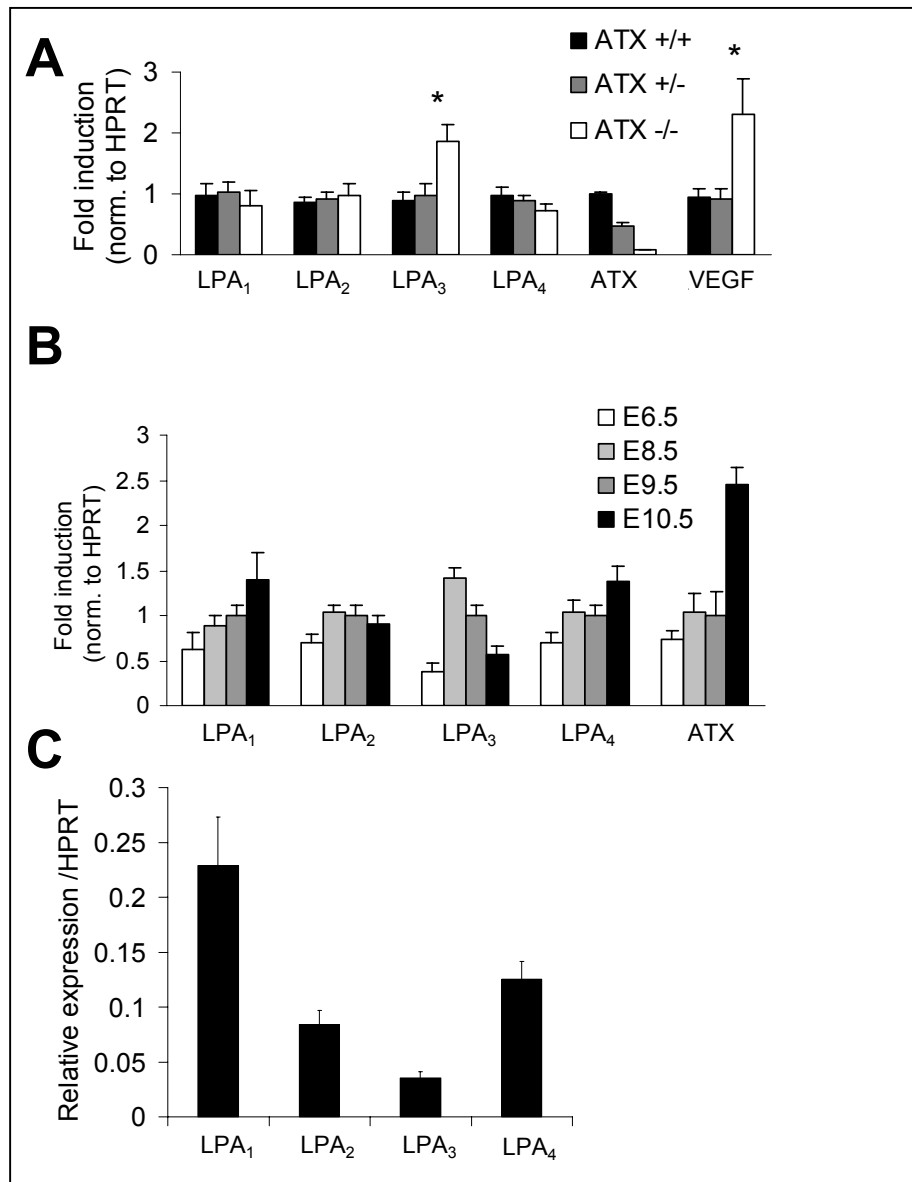 A
Fold induction
(norm. to HPRT)
3
2
1
0
ATX +/+
ATX +/-
ATX -/-
*
*
LPA₁ LPA₂ LPA₃ LPA₄ ATX VEGF
B
Fold induction
(norm. to HPRT)
3
2.5
2
1.5
1
0.5
0
E6.5
E8.5
E9.5
E10.5
LPA₁ LPA₂ LPA₃ LPA₄ ATX
C
Relative expression /HPRT
0.3
0.25
0.2
0.15
0.1
0.05
0
LPA₁ LPA₂ LPA₃ LPA₄